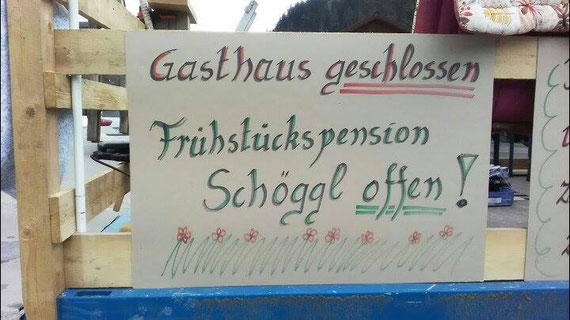 Gasthaus geschlossen
Frühstückspension
Schöggl offen!